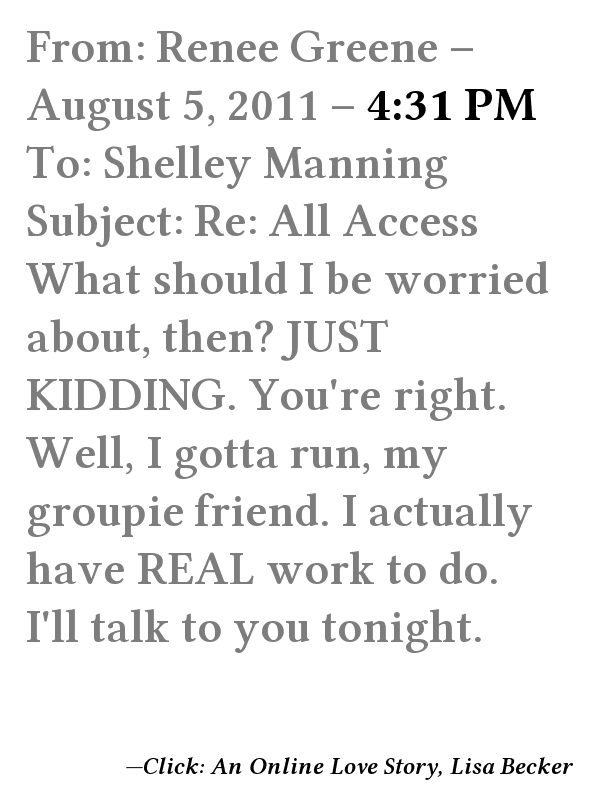 From: Renee Greene –
August 5, 2011 – 4:31 PM
To: Shelley Manning
Subject: Re: All Access
What should I be worried
about, then? JUST
KIDDING. You're right.
Well, I gotta run, my
groupie friend. I actually
have REAL work to do.
I'll talk to you tonight.
—Click: An Online Love Story, Lisa Becker